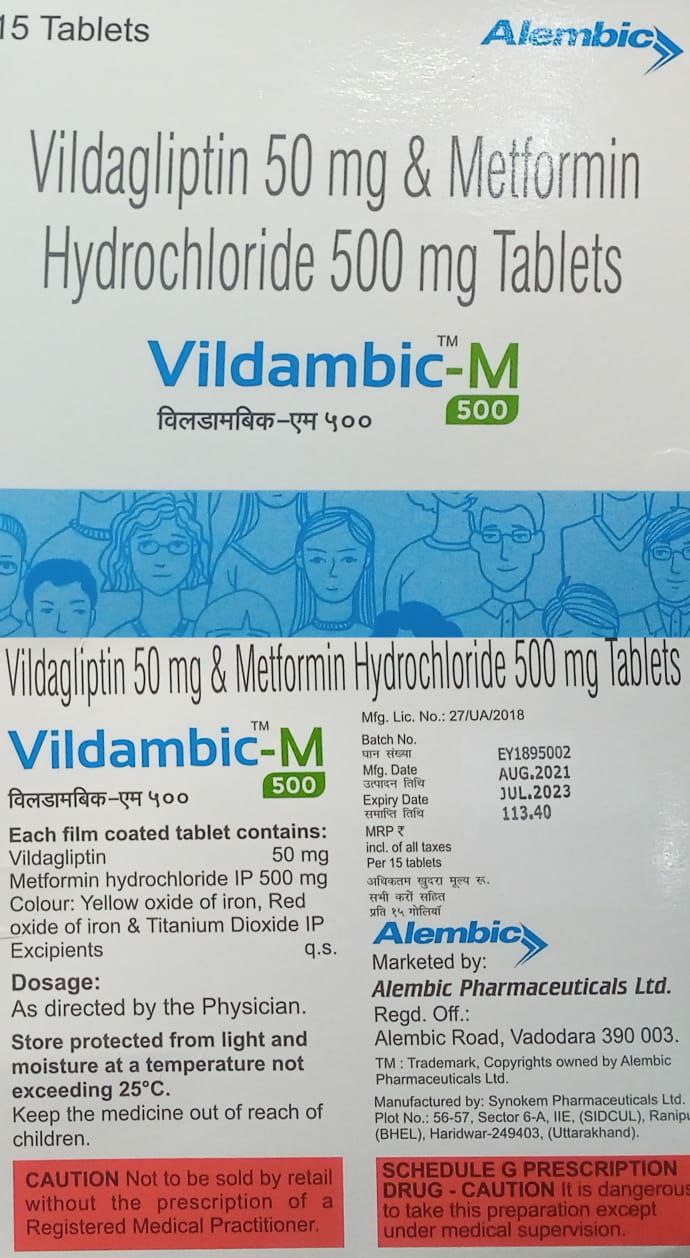 15 Tablets
Alembic
Vildagliptin 50 mg & Metformin
Hydrochloride 500 mg Tablets
Vildambic-M™
500
विलडामबिक-एम ५००
Vildagliptin 50 mg & Metformin Hydrochloride 500 mg Tablets
Vildambic-M™
500
विलडामबिक-एम ५००
Each film coated tablet contains:
Vildagliptin 50 mg
Metformin hydrochloride IP 500 mg
Colour: Yellow oxide of iron, Red
oxide of iron & Titanium Dioxide IP
Excipients q.s.
Dosage:
As directed by the Physician.
Store protected from light and
moisture at a temperature not
exceeding 25°C.
Keep the medicine out of reach of
children.
CAUTION Not to be sold by retail
without the prescription of a
Registered Medical Practitioner.
Mfg. Lic. No.: 27/UA/2018
Batch No. EY1895002
घान संख्या
Mfg. Date AUG.2021
उत्पादन तिथि
Expiry Date JUL.2023
समाप्ति तिथि
MRP ₹ 113.40
incl. of all taxes
Per 15 tablets
अधिकतम खुदरा मूल्य रू.
सभी करों सहित
प्रति १५ गोलियाँ
Alembic
Marketed by:
Alembic Pharmaceuticals Ltd.
Regd. Off.:
Alembic Road, Vadodara 390 003.
TM : Trademark, Copyrights owned by Alembic
Pharmaceuticals Ltd.
Manufactured by: Synokem Pharmaceuticals Ltd.
Plot No.: 56-57, Sector 6-A, IIE, (SIDCUL), Ranipu
(BHEL), Haridwar-249403, (Uttarakhand).
SCHEDULE G PRESCRIPTION
DRUG - CAUTION It is dangerous
to take this preparation except
under medical supervision.